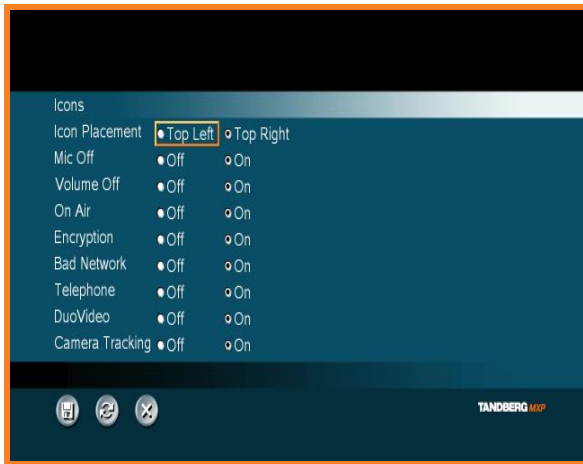 Icons
Icon Placement Top Left Top Right
Mic Off Off On
Volume Off Off On
On Air Off On
Encryption Off On
Bad Network Off On
Telephone Off On
DuoVideo Off On
Camera Tracking Off On
TANDBERG MXP